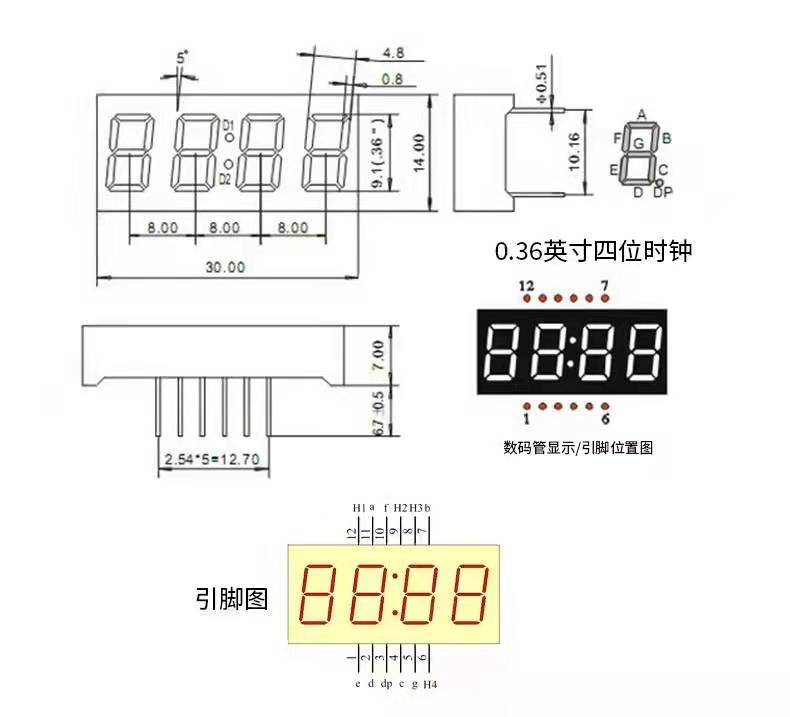 5°
4.8
0.8
D1
D2
9.1(.36")
14.00
8.00 8.00 8.00
30.00
Φ0.51
10.16
A
F B
G
E C
D DP
0.36英寸四位时钟
12 7
1 6
数码管显示/引脚位置图
7.00
6.7±0.5
2.54*5=12.70
引脚图
H1 a f H2 H3 b
12 11 10 9 8 7
1 2 3 4 5 6
e d dp c g H4